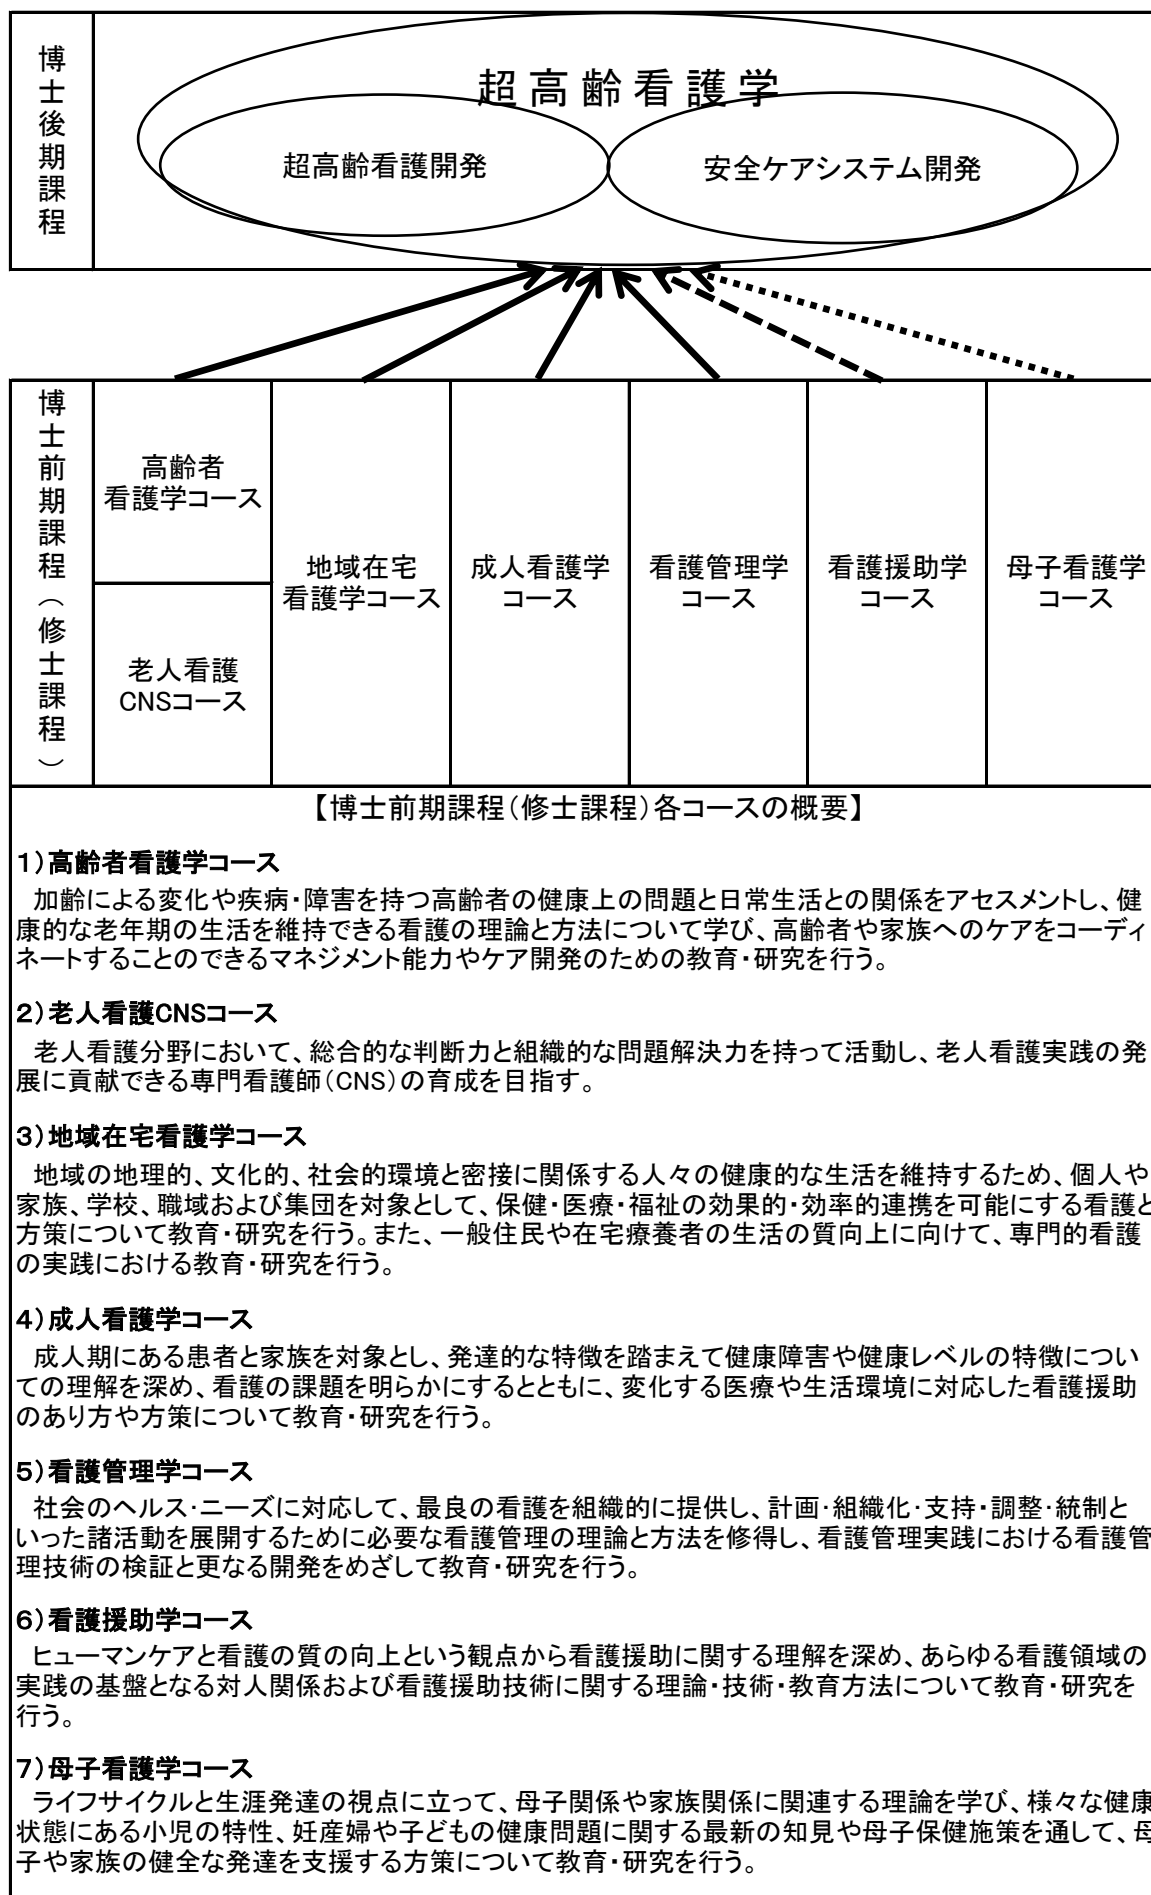 博士後期課程
超高齢看護学
超高齢看護開発
安全ケアシステム開発
博士前期課程（修士課程）
高齢者
看護学コース
老人看護
CNSコース
地域在宅
看護学コース
成人看護学
コース
看護管理学
コース
看護援助学
コース
母子看護学
コース
【博士前期課程(修士課程)各コースの概要】
1)高齢者看護学コース
加齢による変化や疾病・障害を持つ高齢者の健康上の問題と日常生活との関係をアセスメントし、健
康的な老年期の生活を維持できる看護の理論と方法について学び、高齢者や家族へのケアをコーディ
ネートすることのできるマネジメント能力やケア開発のための教育・研究を行う。
2)老人看護CNSコース
老人看護分野において、総合的な判断力と組織的な問題解決力を持って活動し、老人看護実践の発
展に貢献できる専門看護師(CNS)の育成を目指す。
3)地域在宅看護学コース
地域の地理的、文化的、社会的環境と密接に関係する人々の健康的な生活を維持するため、個人や
家族、学校、職域および集団を対象として、保健・医療・福祉の効果的・効率的連携を可能にする看護と
方策について教育・研究を行う。また、一般住民や在宅療養者の生活の質向上に向けて、専門的看護
の実践における教育・研究を行う。
4)成人看護学コース
成人期にある患者と家族を対象とし、発達的な特徴を踏まえて健康障害や健康レベルの特徴につい
ての理解を深め、看護の課題を明らかにするとともに、変化する医療や生活環境に対応した看護援助
のあり方や方策について教育・研究を行う。
5)看護管理学コース
社会のヘルス・ニーズに対応して、最良の看護を組織的に提供し、計画・組織化・支持・調整・統制と
いった諸活動を展開するために必要な看護管理の理論と方法を修得し、看護管理実践における看護管
理技術の検証と更なる開発をめざして教育・研究を行う。
6)看護援助学コース
ヒューマンケアと看護の質の向上という観点から看護援助に関する理解を深め、あらゆる看護領域の
実践の基盤となる対人関係および看護援助技術に関する理論・技術・教育方法について教育・研究を
行う。
7)母子看護学コース
ライフサイクルと生涯発達の視点に立って、母子関係や家族関係に関連する理論を学び、様々な健康
状態にある小児の特性、妊産婦や子どもの健康問題に関する最新の知見や母子保健施策を通して、母
子や家族の健全な発達を支援する方策について教育・研究を行う。